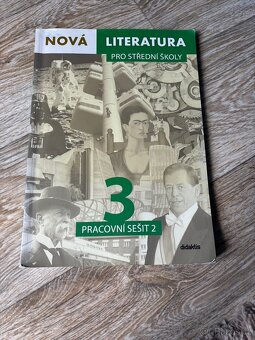 NOVÁ LITERATURA
PRO STŘEDNÍ ŠKOLY
3
PRACOVNÍ SEŠIT 2
didaktis